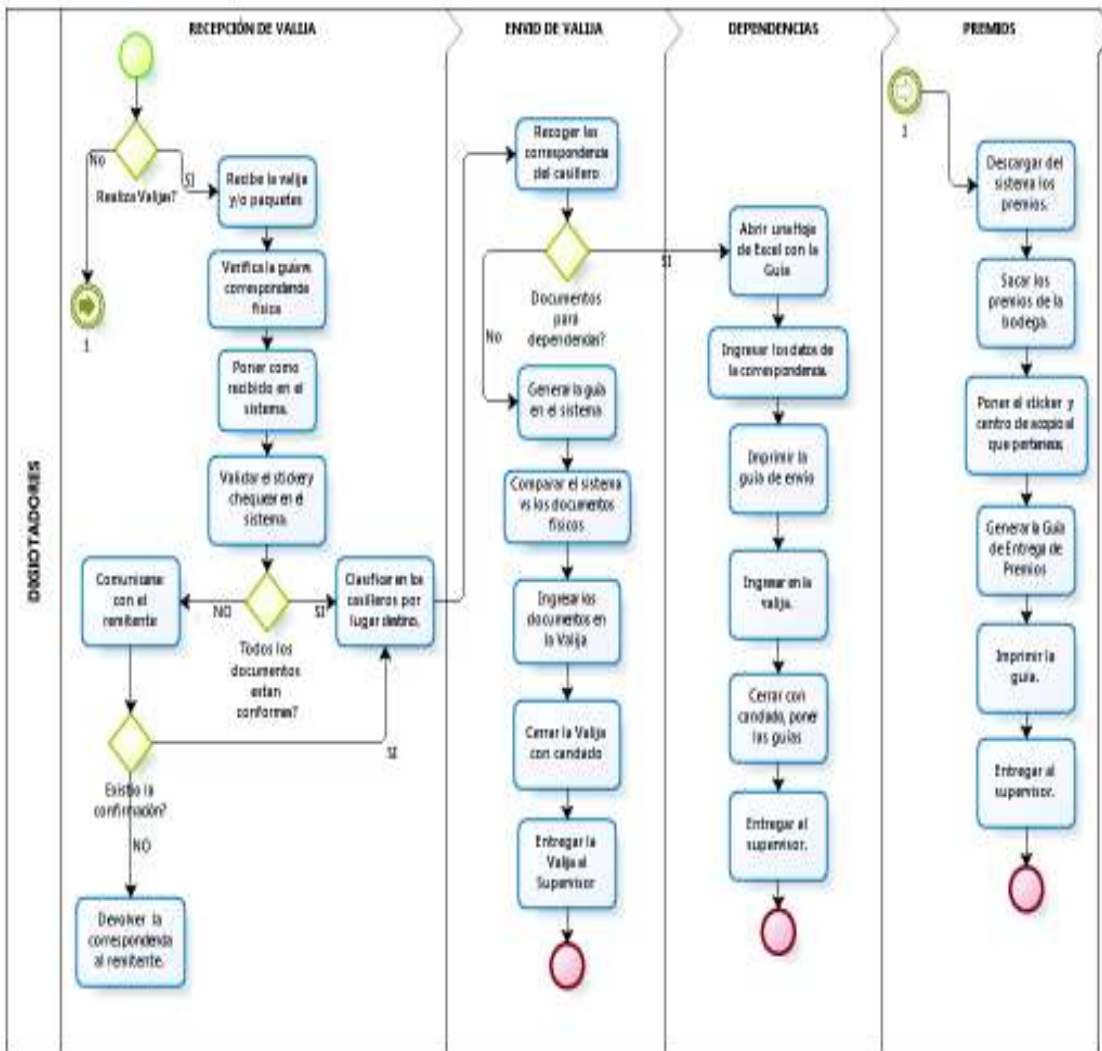 RECEPCIÓN DE VALIJA
ENVIO DE VALIJA
DEPENDENCIAS
PREMIOS
DIGIOTADORES
No
Realiza Valijas?
SI
1
Recibe la valija
y/o paquetes
Verifica la guía vs
correspondencia
física
Poner como
recibido en el
sistema.
Validar el sticker y
chequear en el
sistema.
Comunicarse
con el
remitente
NO
SI
Todos los
documentos
estan
conformes?
Clasificar en los
casilleros por
lugar destino.
SI
Existio la
confirmación?
NO
Devolver la
correspondencia
al remitente.
Recoger las
correspondencia
del casillero
SI
Documentos
para
dependencias?
No
Generar la guía
en el sistema
Comparar el sistema
vs los documentos
físicos
Ingresar los
documentos en
la Valija
Cerrar la Valija
con candado
Entregar la
Valija al
Supervisor
Abrir una Hoja
de Excel con la
Guía
Ingresar los datos de
la correspondencia.
Imprimir la
guía de envío
Ingresar en la
valija.
Cerrar con
candado, poner
las guías
Entregar al
supervisor.
1
Descargar del
sistema los
premios.
Sacar los
premios de la
bodega.
Poner el sticker y
centro de acopio al
que pertenece.
Generar la Guía
de Entrega de
Premios
Imprimir la
guía.
Entregar al
supervisor.